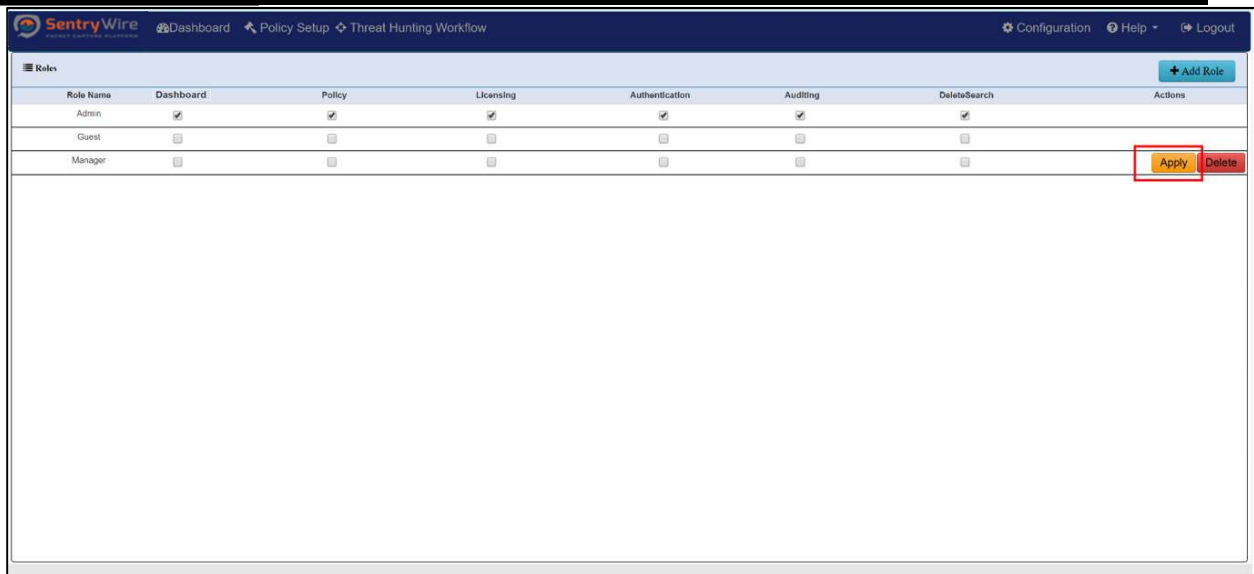 SentryWire Dashboard Policy Setup Threat Hunting Workflow Configuration Help Logout
PACKET CAPTURE PLATFORM
Roles + Add Role
Role Name Dashboard Policy Licensing Authentication Auditing DeleteSearch Actions
Admin
Guest
Manager Apply Delete